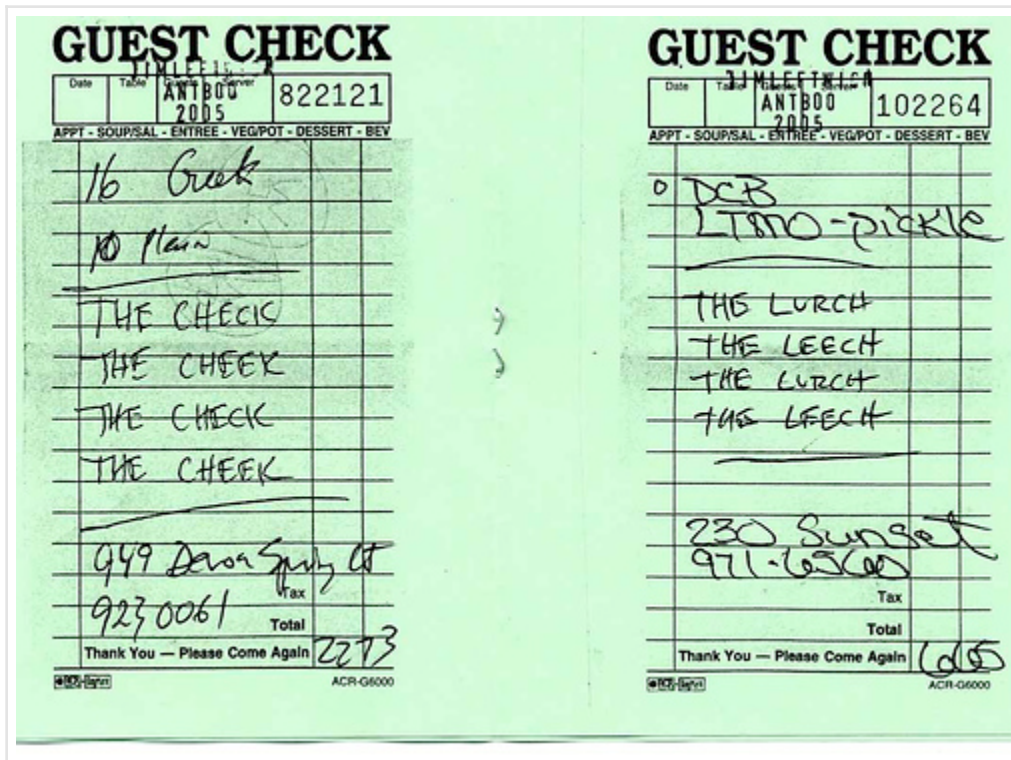 GUEST CHECK
Date Table Guests Server
ANTBOO
2005
822121
APPT - SOUP/SAL - ENTREE - VEG/POT - DESSERT - BEV
16 Greek
10 Plain
THE CHECK
THE CHEEK
THE CHECK
THE CHEEK
949
Tax
923 0061
Total
Thank You — Please Come Again 2273
ACR-G6000
GUEST CHECK
JIMLEFTWICH
Date Table Guests Server
ANTBOO
2005
102264
APPT - SOUP/SAL - ENTREE - VEG/POT - DESSERT - BEV
DCB
LTMO-pickle
THE LURCH
THE LEECH
THE LURCH
THE LEECH
230 Sunset
Tax
Total
Thank You — Please Come Again
ACR-G6000